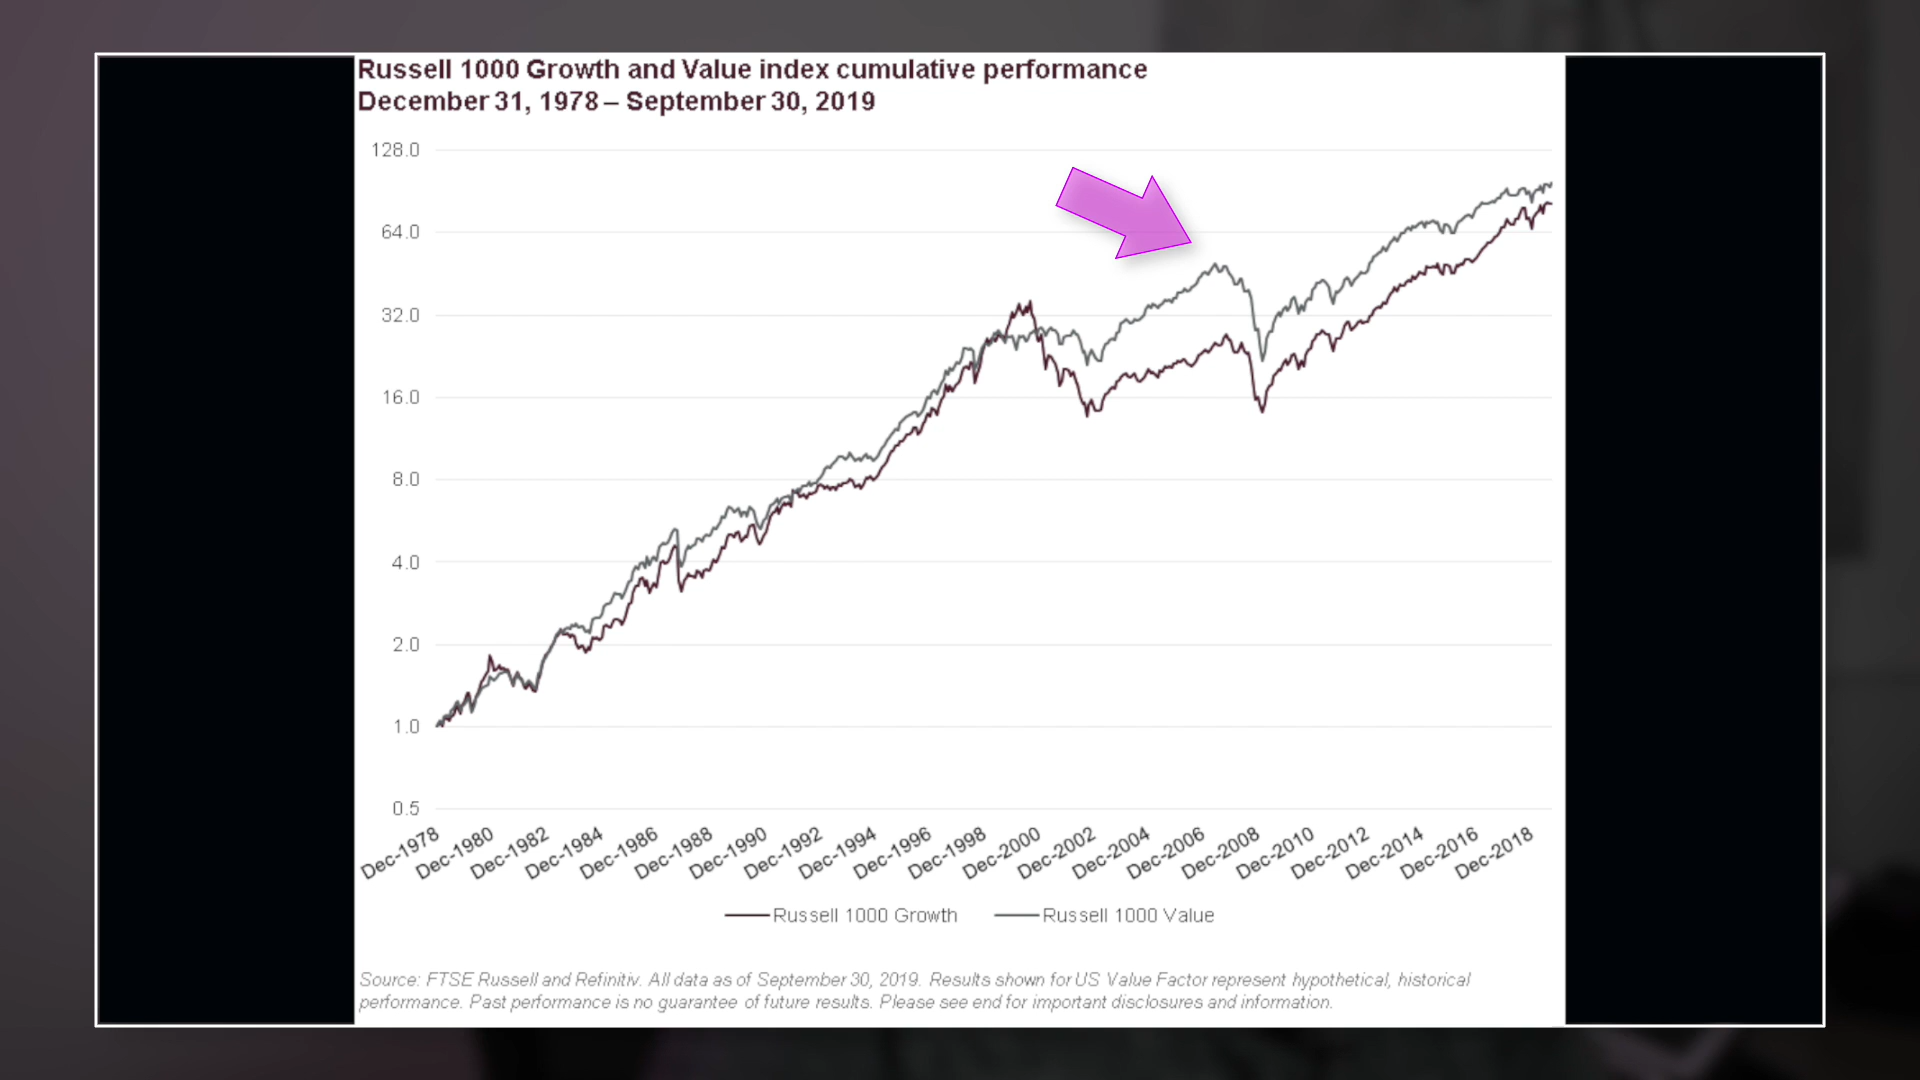 Russell 1000 Growth and Value index cumulative performance
December 31, 1978 – September 30, 2019
128.0
64.0
32.0
16.0
8.0
4.0
2.0
1.0
0.5
Dec-1978
Dec-1980
Dec-1982
Dec-1984
Dec-1986
Dec-1988
Dec-1990
Dec-1992
Dec-1994
Dec-1996
Dec-1998
Dec-2000
Dec-2002
Dec-2004
Dec-2006
Dec-2008
Dec-2010
Dec-2012
Dec-2014
Dec-2016
Dec-2018
Russell 1000 Growth
Russell 1000 Value
Source: FTSE Russell and Refinitiv. All data as of September 30, 2019. Results shown for US Value Factor represent hypothetical, historical
performance. Past performance is no guarantee of future results. Please see end for important disclosures and information.